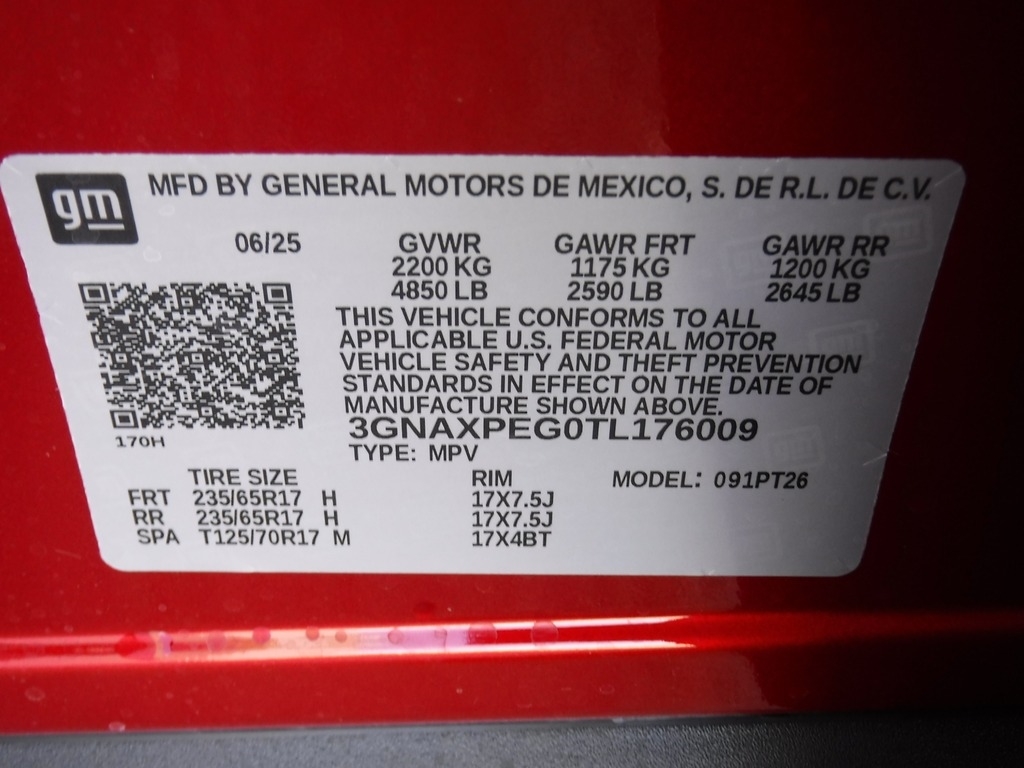 gm
MFD BY GENERAL MOTORS DE MEXICO, S. DE R.L. DE C.V.
06/25 GVWR GAWR FRT GAWR RR
2200 KG 1175 KG 1200 KG
4850 LB 2590 LB 2645 LB
THIS VEHICLE CONFORMS TO ALL
APPLICABLE U.S. FEDERAL MOTOR
VEHICLE SAFETY AND THEFT PREVENTION
STANDARDS IN EFFECT ON THE DATE OF
MANUFACTURE SHOWN ABOVE.
3GNAXPEG0TL176009
170H
TYPE: MPV
TIRE SIZE RIM MODEL: 091PT26
FRT 235/65R17 H 17X7.5J
RR 235/65R17 H 17X7.5J
SPA T125/70R17 M 17X4BT